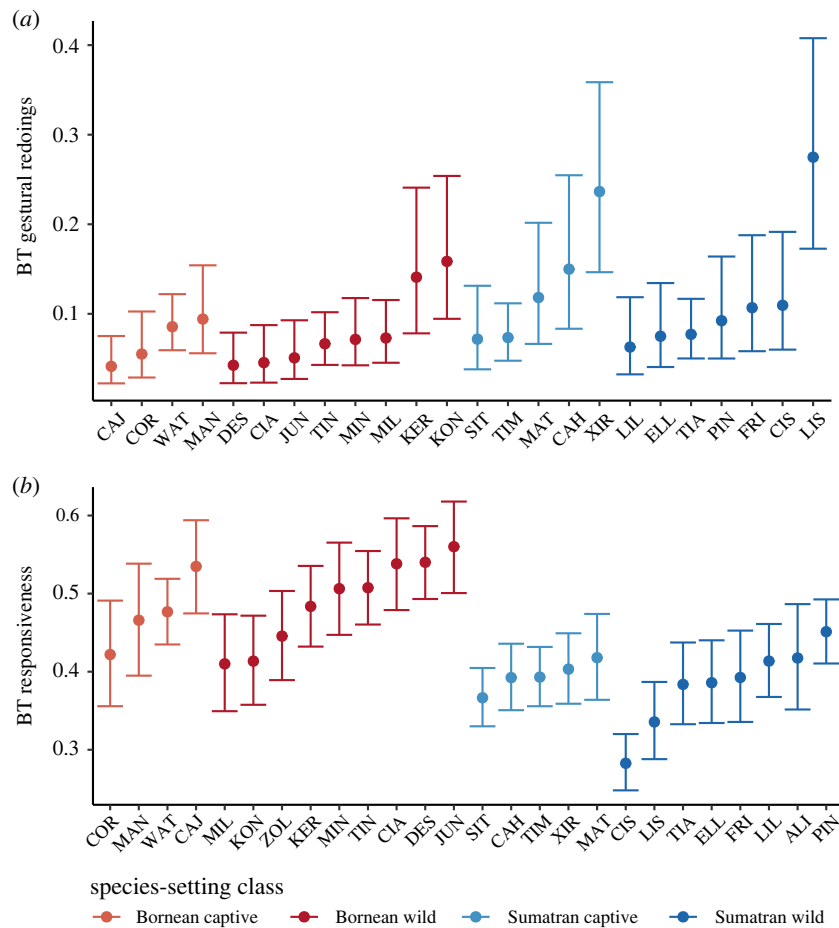 (a)
BT gestural redoings
0.4
0.3
0.2
0.1
CAJ COR WAT MAN DES CIA JUN TIN MIN MIL KER KON SIT TIM MAT CAH XIR LIL ELL TIA PIN FRI CIS LIS
(b)
BT responsiveness
0.6
0.5
0.4
0.3
COR MAN WAT CAJ MIL KON ZOL KER MIN TIN CIA DES JUN SIT CAH TIM XIR MAT CIS LIS TIA ELL FRI LIL ALI PIN
species-setting class
Bornean captive Bornean wild Sumatran captive Sumatran wild